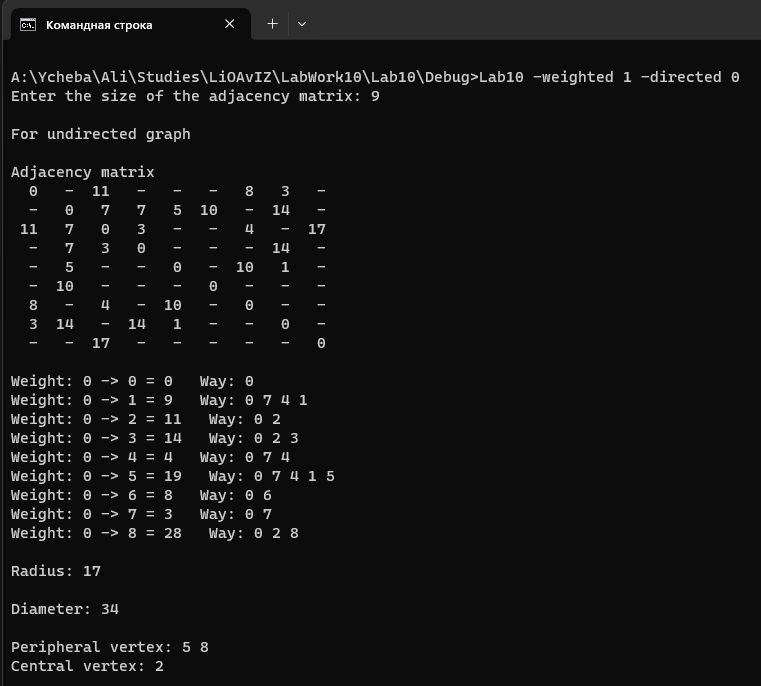 Командная строка
A:\Ycheba\Ali\Studies\LiOAvIZ\LabWork10\Lab10\Debug>Lab10 -weighted 1 -directed 0
Enter the size of the adjacency matrix: 9
For undirected graph
Adjacency matrix
0 - 11 - - - 8 3 -
- 0 7 7 5 10 - 14 -
11 7 0 3 - - 4 - 17
- 7 3 0 - - - 14 -
- 5 - - 0 - 10 1 -
- 10 - - - 0 - - -
8 - 4 - 10 - 0 - -
3 14 - 14 1 - - 0 -
- - 17 - - - - - 0
Weight: 0 -> 0 = 0 Way: 0
Weight: 0 -> 1 = 9 Way: 0 7 4 1
Weight: 0 -> 2 = 11 Way: 0 2
Weight: 0 -> 3 = 14 Way: 0 2 3
Weight: 0 -> 4 = 4 Way: 0 7 4
Weight: 0 -> 5 = 19 Way: 0 7 4 1 5
Weight: 0 -> 6 = 8 Way: 0 6
Weight: 0 -> 7 = 3 Way: 0 7
Weight: 0 -> 8 = 28 Way: 0 2 8
Radius: 17
Diameter: 34
Peripheral vertex: 5 8
Central vertex: 2